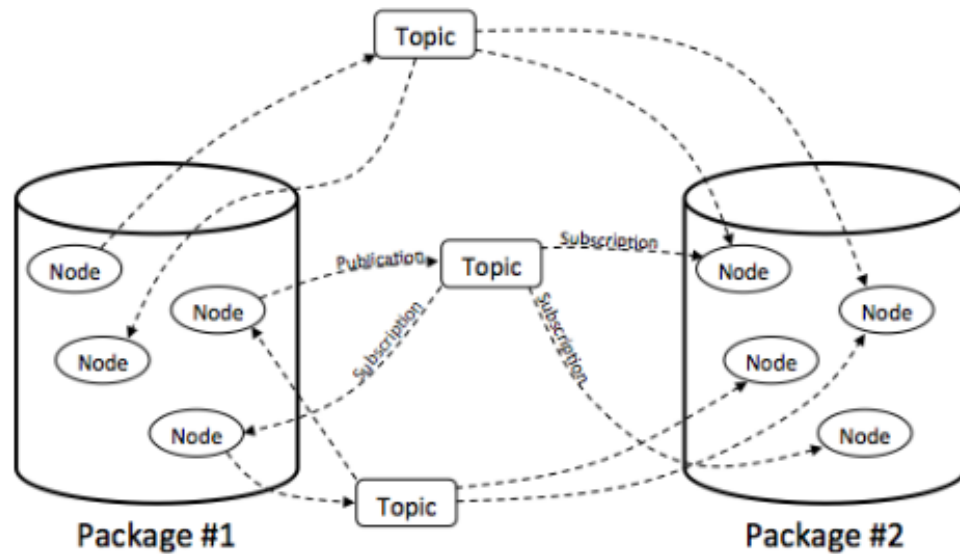 Topic
Node
Node
Node
Node
Publication
Topic
Subscription
Subscription
Subscription
Node
Node
Node
Node
Topic
Package #1
Package #2